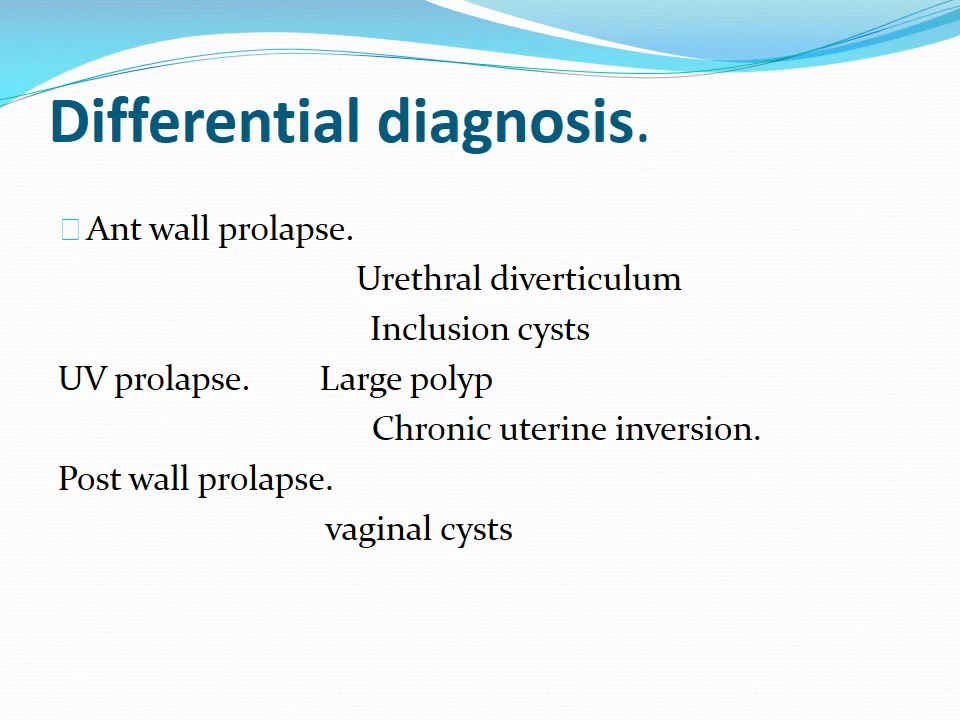 Differential diagnosis.
Ant wall prolapse.
Urethral diverticulum
Inclusion cysts
UV prolapse. Large polyp
Chronic uterine inversion.
Post wall prolapse.
vaginal cysts